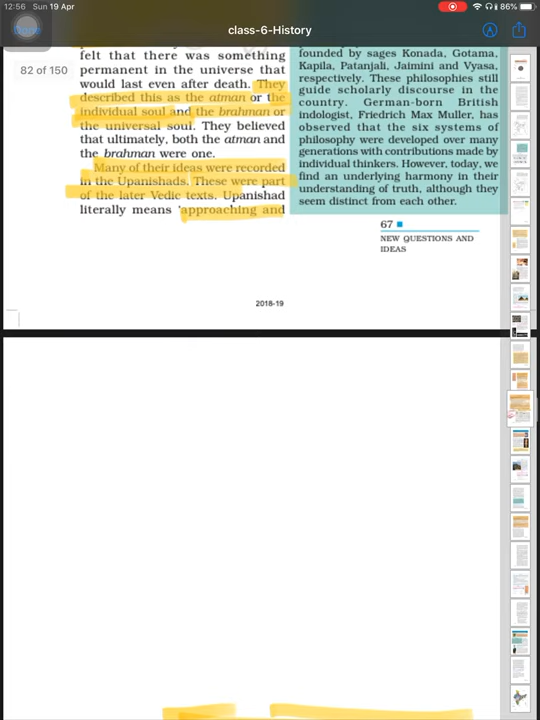 12:56 Sun 19 Apr
86%
Done
class-6-History
82 of 150
felt that there was something
permanent in the universe that
would last even after death. They
described this as the atman or the
individual soul and the brahman or
the universal soul. They believed
that ultimately, both the atman and
the brahman were one.
Many of their ideas were recorded
in the Upanishads. These were part
of the later Vedic texts. Upanishad
literally means ‘approaching and
founded by sages Konada, Gotama,
Kapila, Patanjali, Jaimini and Vyasa,
respectively. These philosophies still
guide scholarly discourse in the
country. German-born British
indologist, Friedrich Max Muller, has
observed that the six systems of
philosophy were developed over many
generations with contributions made by
individual thinkers. However, today, we
find an underlying harmony in their
understanding of truth, although they
seem distinct from each other.
67
NEW QUESTIONS AND
IDEAS
2018-19